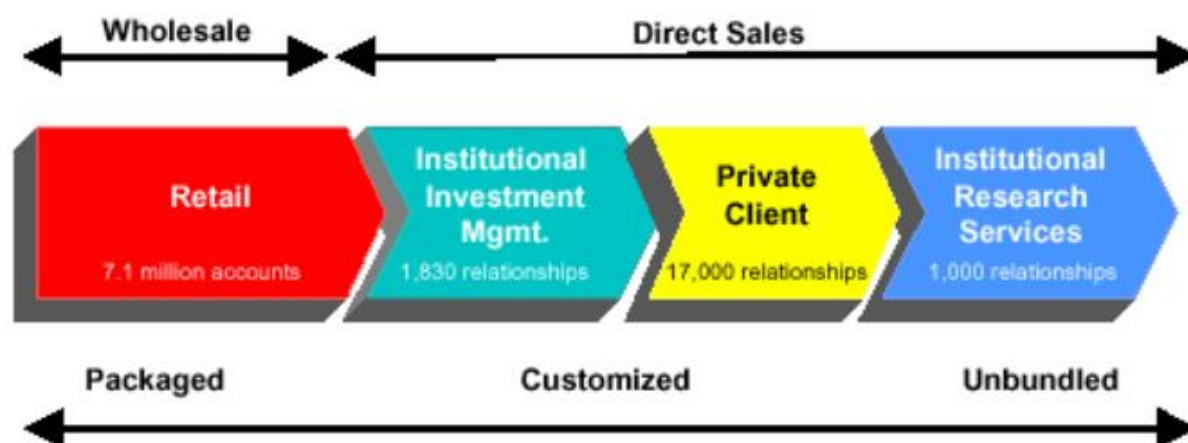 Wholesale
Direct Sales
Retail
7.1 million accounts
Institutional
Investment
Mgmt.
1,830 relationships
Private
Client
17,000 relationships
Institutional
Research
Services
1,000 relationships
Packaged
Customized
Unbundled